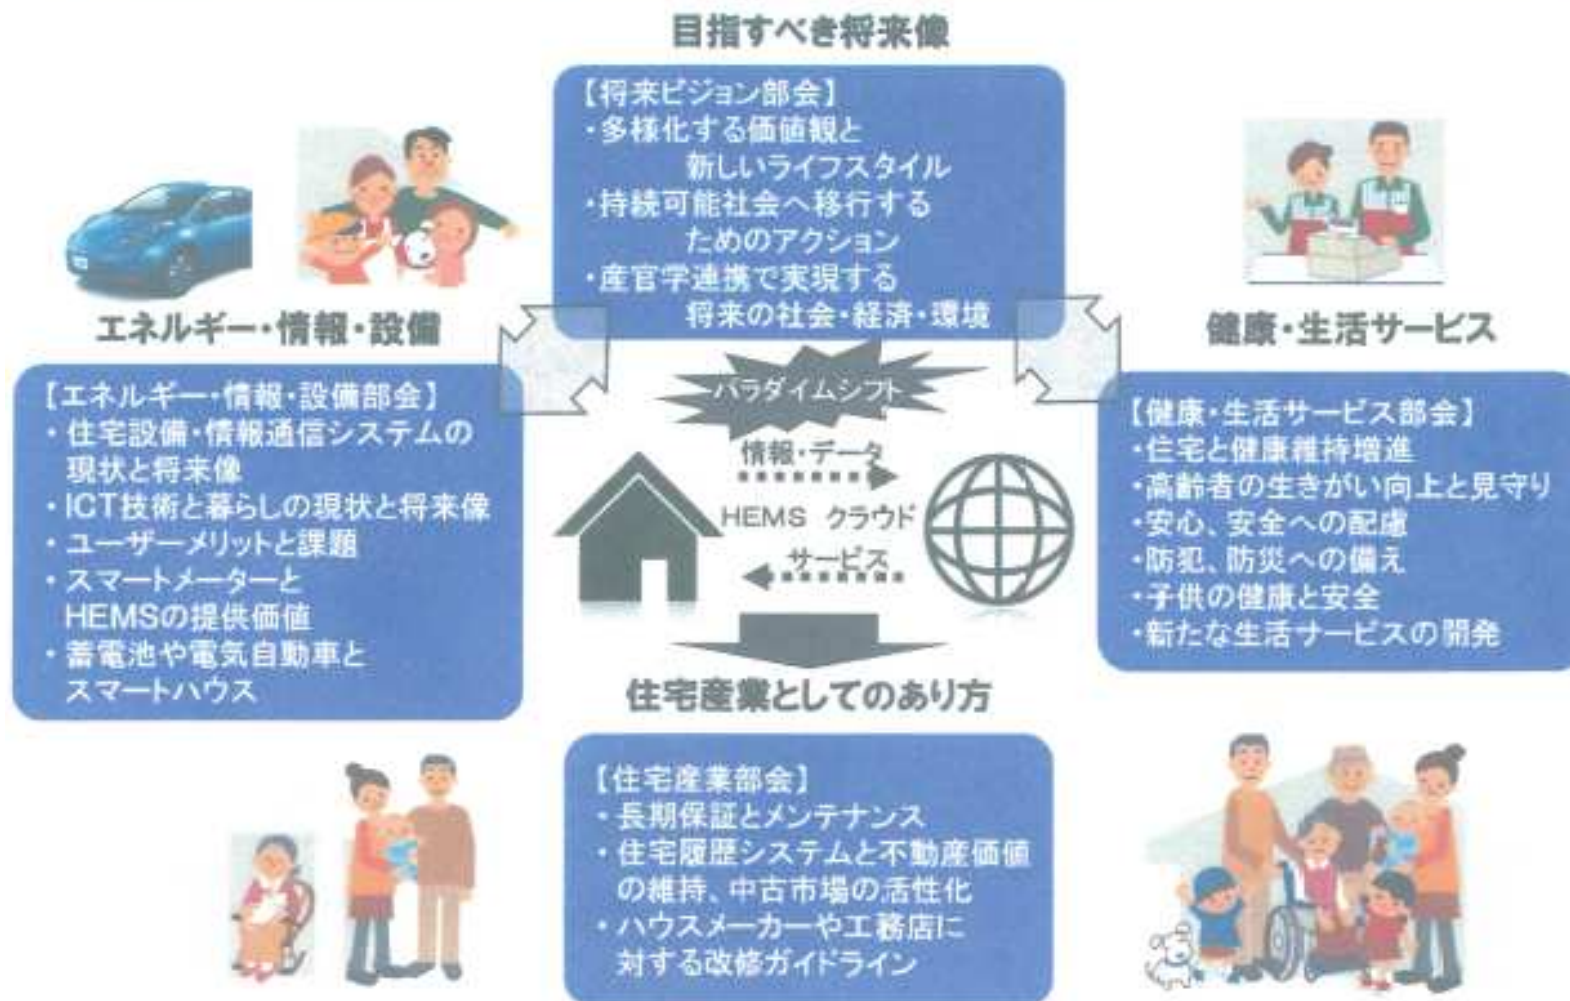 目指すべき将来像
【将来ビジョン部会】
・多様化する価値観と
新しいライフスタイル
・持続可能社会へ移行する
ためのアクション
・産官学連携で実現する
将来の社会・経済・環境
エネルギー・情報・設備
【エネルギー・情報・設備部会】
・住宅設備・情報通信システムの
現状と将来像
・ICT技術と暮らしの現状と将来像
・ユーザーメリットと課題
・スマートメーターと
HEMSの提供価値
・蓄電池や電気自動車と
スマートハウス
パラダイムシフト
情報・データ
HEMS クラウド
サービス
健康・生活サービス
【健康・生活サービス部会】
・住宅と健康維持増進
・高齢者の生きがい向上と見守り
・安心、安全への配慮
・防犯、防災への備え
・子供の健康と安全
・新たな生活サービスの開発
住宅産業としてのあり方
【住宅産業部会】
・長期保証とメンテナンス
・住宅履歴システムと不動産価値
の維持、中古市場の活性化
・ハウスメーカーや工務店に
対する改修ガイドライン